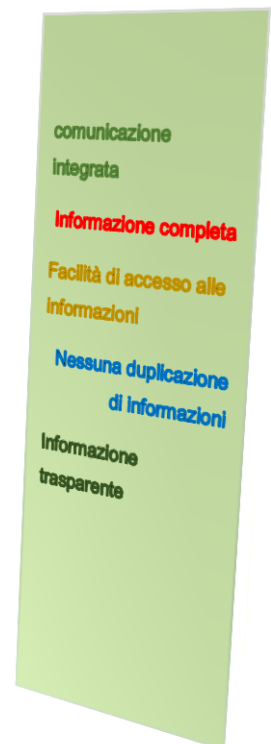 comunicazione
integrata
Informazione completa
Facilità di accesso alle
informazioni
Nessuna duplicazione
di informazioni
Informazione
trasparente